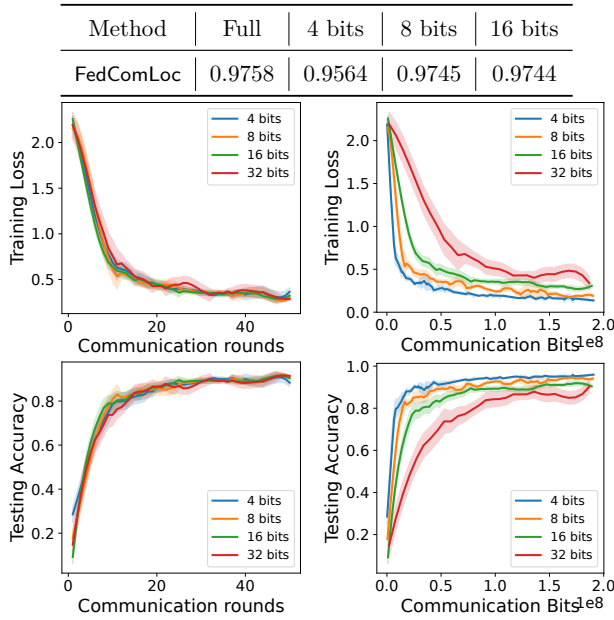 Method Full 4 bits 8 bits 16 bits
FedComLoc 0.9758 0.9564 0.9745 0.9744
Training Loss
2.0
1.5
1.0
0.5
4 bits
8 bits
16 bits
32 bits
0 20 40
Communication rounds
Training Loss
2.0
1.5
1.0
0.5
0.0
4 bits
8 bits
16 bits
32 bits
0.0 0.5 1.0 1.5 2.0
Communication Bits 1e8
Testing Accuracy
0.8
0.6
0.4
0.2
4 bits
8 bits
16 bits
32 bits
0 20 40
Communication rounds
Testing Accuracy
1.0
0.8
0.6
0.4
0.2
4 bits
8 bits
16 bits
32 bits
0.0 0.5 1.0 1.5 2.0
Communication Bits 1e8